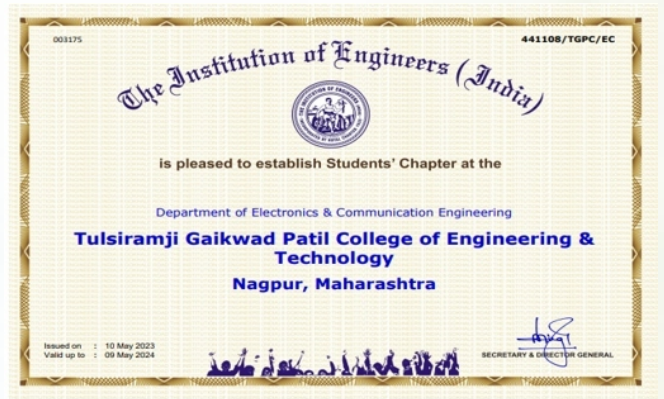 003175
441108/TGPC/EC
The Institution of Engineers (India)
is pleased to establish Students' Chapter at the
Department of Electronics & Communication Engineering
Tulsiramji Gaikwad Patil College of Engineering &
Technology
Nagpur, Maharashtra
Issued on : 10 May 2023
Valid up to : 09 May 2024
SECRETARY & DIRECTOR GENERAL